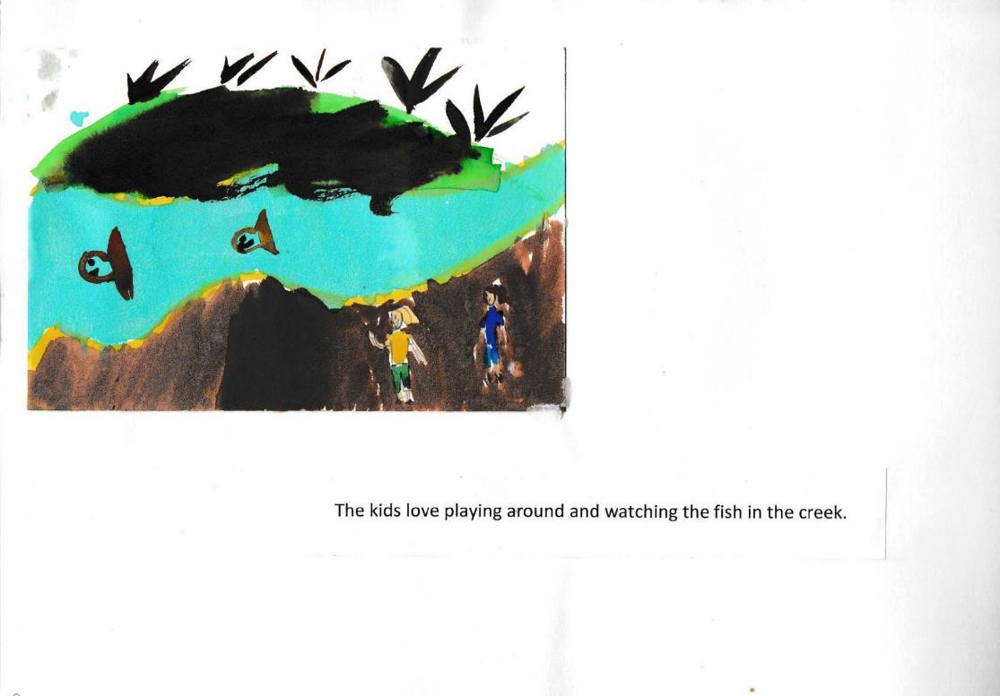 The kids love playing around and watching the fish in the creek.